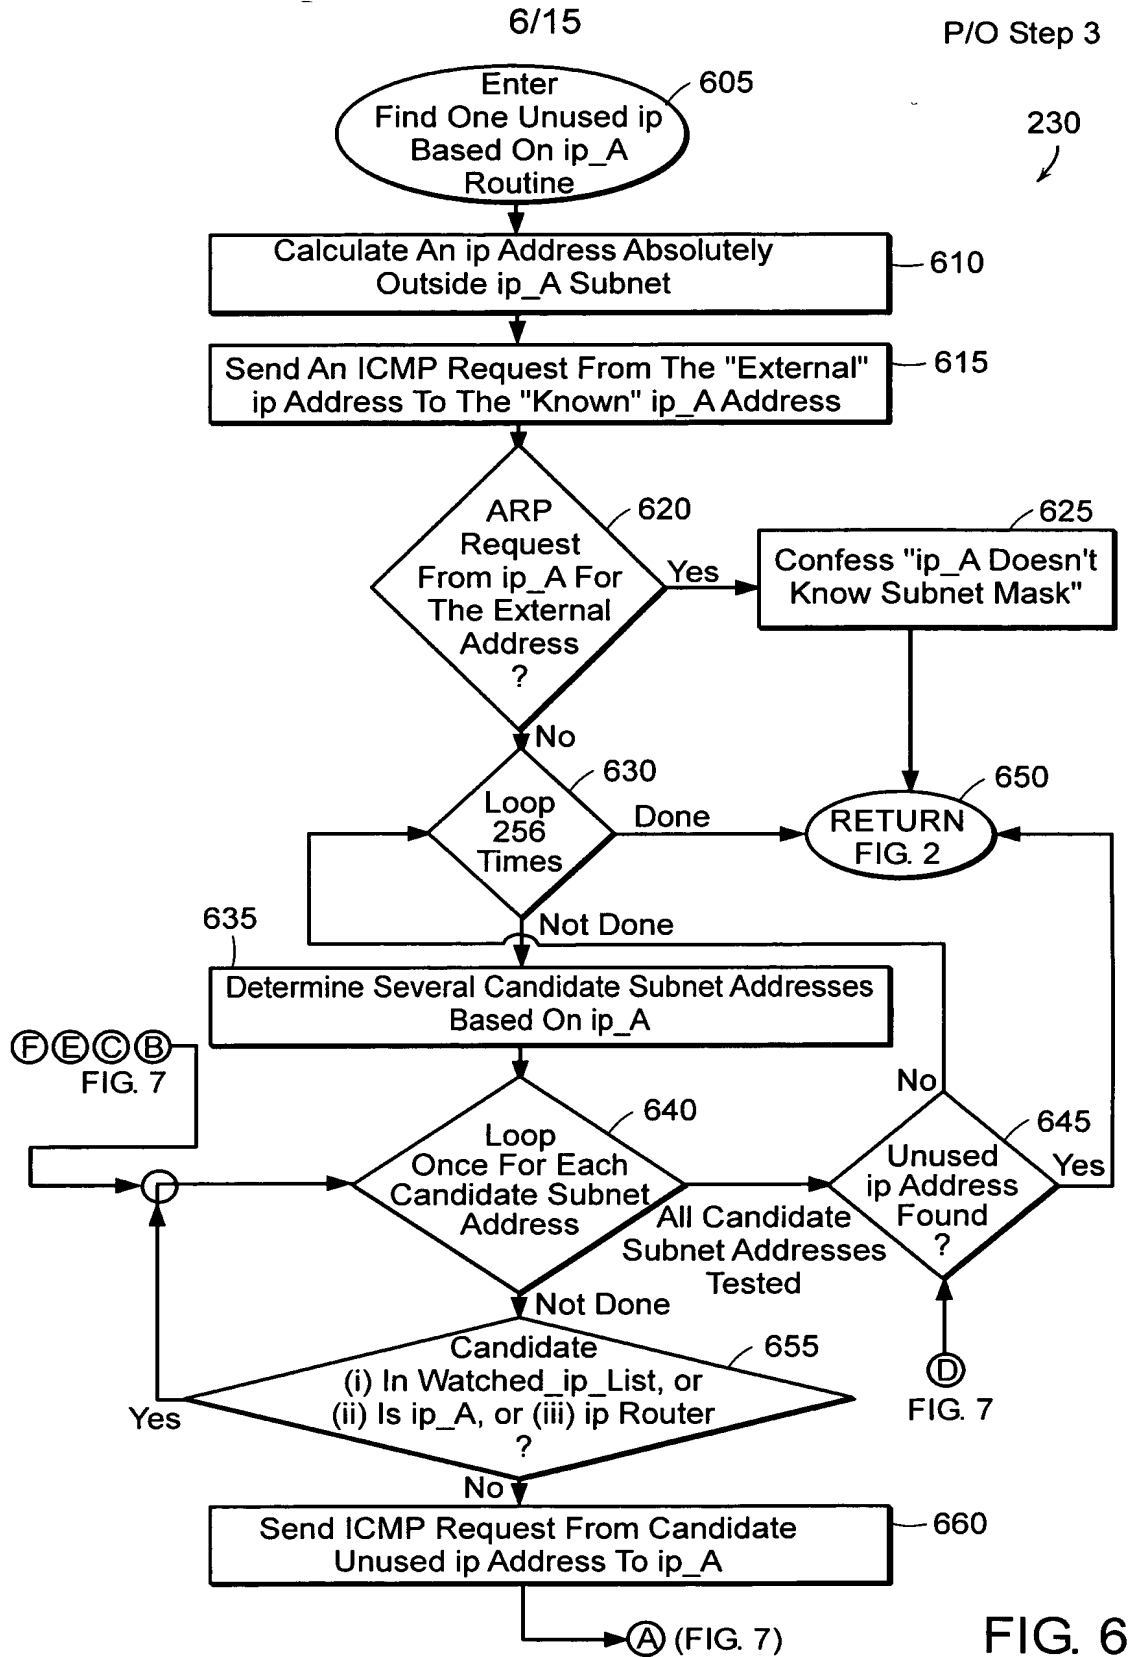 6/15
P/O Step 3
Enter
Find One Unused ip
Based On ip_A
Routine
605
230
Calculate An ip Address Absolutely
Outside ip_A Subnet
610
Send An ICMP Request From The "External"
ip Address To The "Known" ip_A Address
615
ARP
Request
From ip_A For
The External
Address
?
620
Yes
625
Confess "ip_A Doesn't
Know Subnet Mask"
No
Loop
256
Times
630
Done
650
RETURN
FIG. 2
Not Done
635
Determine Several Candidate Subnet Addresses
Based On ip_A
F E C B
FIG. 7
Loop
Once For Each
Candidate Subnet
Address
640
All Candidate
Subnet Addresses
Tested
No
645
Unused
ip Address
Found
?
Yes
D
FIG. 7
Not Done
Candidate
(i) In Watched_ip_List, or
(ii) Is ip_A, or (iii) ip Router
?
655
Yes
No
Send ICMP Request From Candidate
Unused ip Address To ip_A
660
A (FIG. 7)
FIG. 6